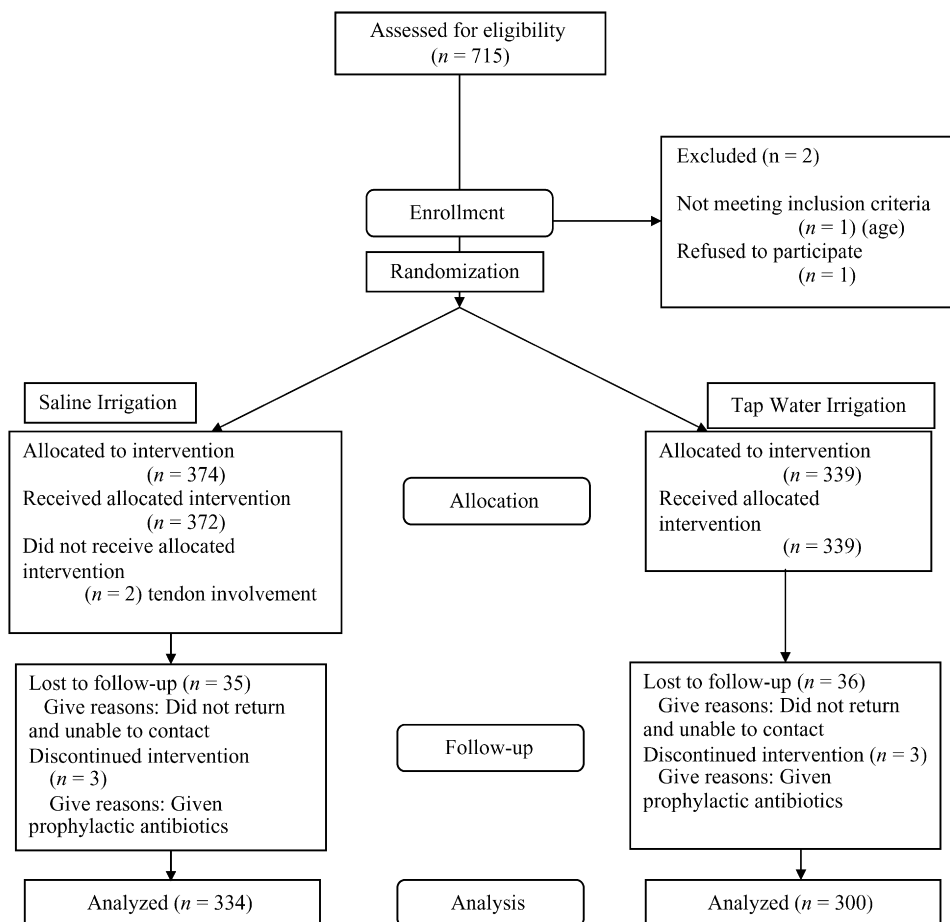 Assessed for eligibility
(n = 715)
Excluded (n = 2)
Not meeting inclusion criteria
(n = 1) (age)
Refused to participate
(n = 1)
Enrollment
Randomization
Saline Irrigation
Tap Water Irrigation
Allocated to intervention
(n = 374)
Received allocated intervention
(n = 372)
Did not receive allocated
intervention
(n = 2) tendon involvement
Allocation
Allocated to intervention
(n = 339)
Received allocated
intervention
(n = 339)
Lost to follow-up (n = 35)
Give reasons: Did not return
and unable to contact
Discontinued intervention
(n = 3)
Give reasons: Given
prophylactic antibiotics
Follow-up
Lost to follow-up (n = 36)
Give reasons: Did not return
and unable to contact
Discontinued intervention (n = 3)
Give reasons: Given
prophylactic antibiotics
Analyzed (n = 334)
Analysis
Analyzed (n = 300)